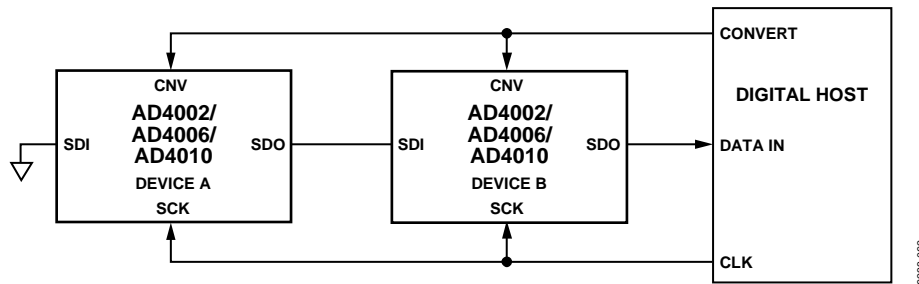 CONVERT
CNV
CNV
AD4002/
AD4006/
AD4010
AD4002/
AD4006/
AD4010
DIGITAL HOST
SDI
SDO
SDI
SDO
DATA IN
DEVICE A
DEVICE B
SCK
SCK
CLK